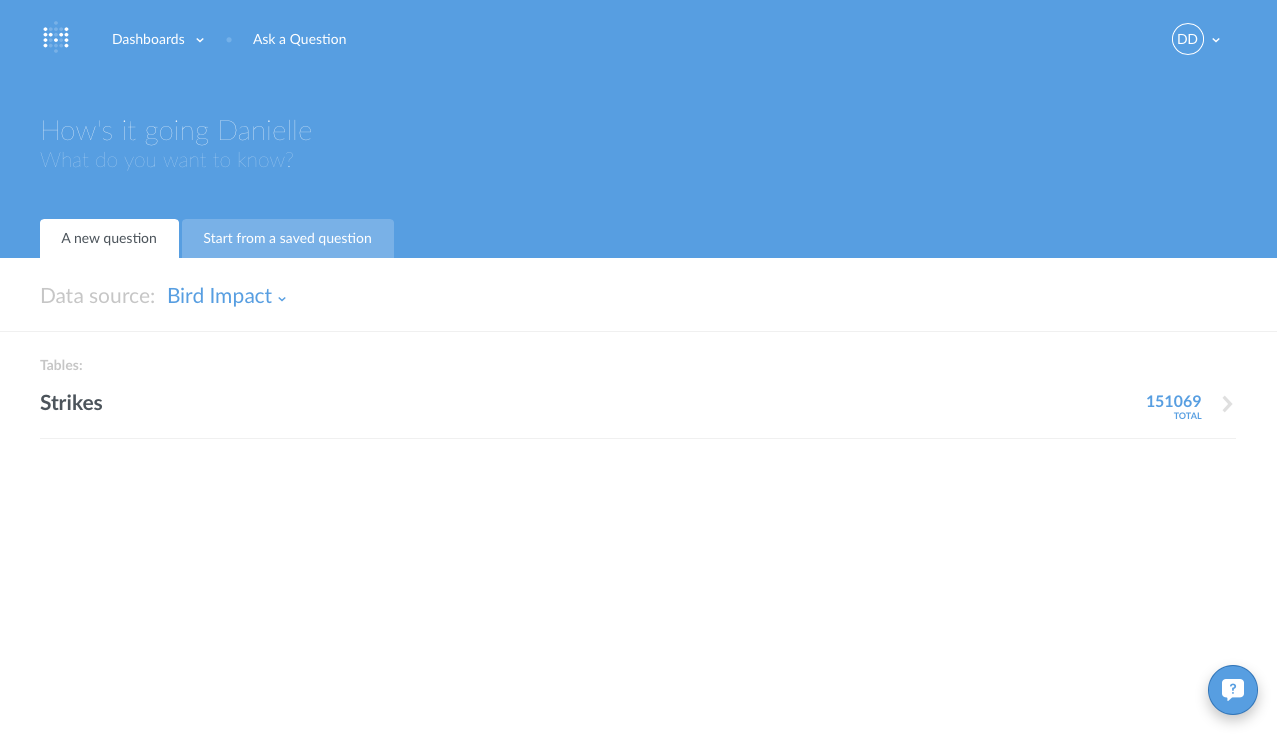 Dashboards
Ask a Question
DD
How's it going Danielle
What do you want to know?
A new question
Start from a saved question
Data source: Bird Impact
Tables:
Strikes
151069
TOTAL
?